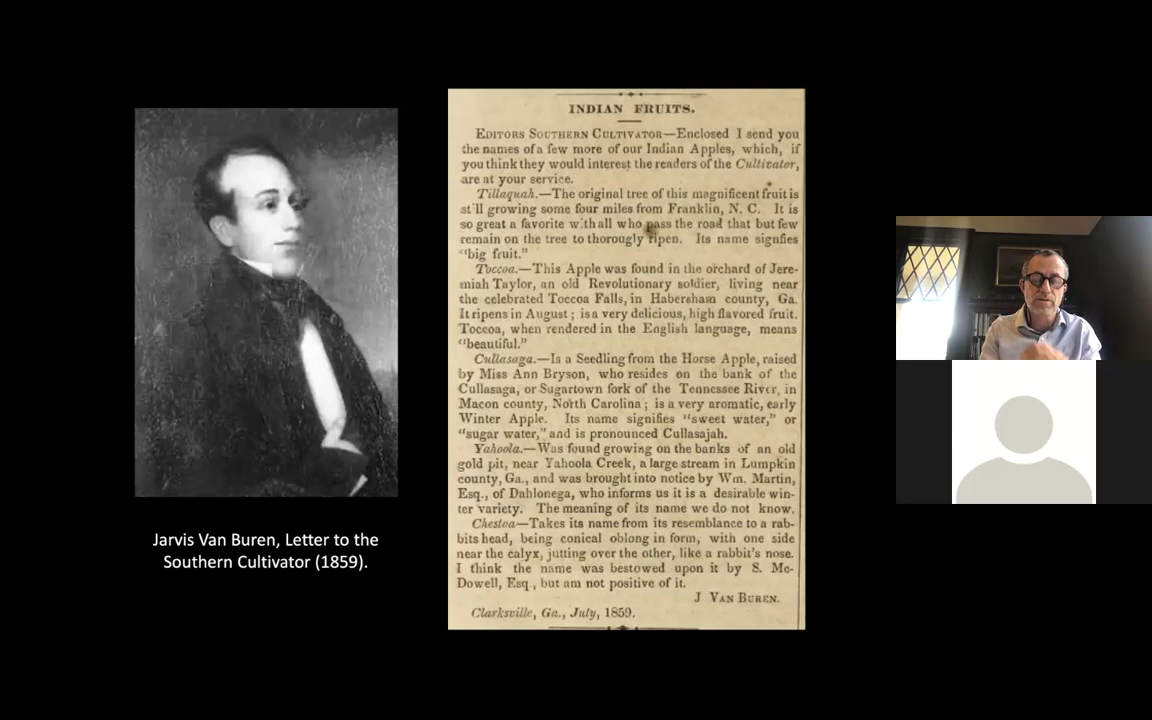 INDIAN FRUITS.
EDITORS SOUTHERN CULTIVATOR—Enclosed I send you
the names of a few more of our Indian Apples, which, if
you think they would interest the readers of the Cultivator,
are at your service.
Tillaquah.—The original tree of this magnificent fruit is
still growing some four miles from Franklin, N. C. It is
so great a favorite with all who pass the road that but few
remain on the tree to thorougly ripen. Its name signfies
"big fruit."
Toccoa.—This Apple was found in the orchard of Jere-
miah Taylor, an old Revolutionary soldier, living near
the celebrated Toccoa Falls, in Habersham county, Ga.
It ripens in August; is a very delicious, high flavored fruit.
Toccoa, when rendered in the English language, means
"beautiful."
Cullasaga.—Is a Seedling from the Horse Apple, raised
by Miss Ann Bryson, who resides on the bank of the
Cullasaga, or Sugartown fork of the Tennessee River, in
Macon county, North Carolina; is a very aromatic, early
Winter Apple. Its name signifies "sweet water," or
"sugar water," and is pronounced Cullasajah.
Yahoola.—Was found growing on the banks of an old
gold pit, near Yahoola Creek, a large stream in Lumpkin
county, Ga., and was brought into notice by Wm. Martin,
Esq., of Dahlonega, who informs us it is a desirable win-
ter variety. The meaning of its name we do not know.
Chestoa—Takes its name from its resemblance to a rab-
bits head, being conical oblong in form, with one side
near the calyx, jutting over the other, like a rabbit's nose.
I think the name was bestowed upon it by S. Mc-
Dowell, Esq, but am not positive of it.
J VAN BUREN.
Clarksville, Ga., July, 1859.
Jarvis Van Buren, Letter to the
Southern Cultivator (1859).